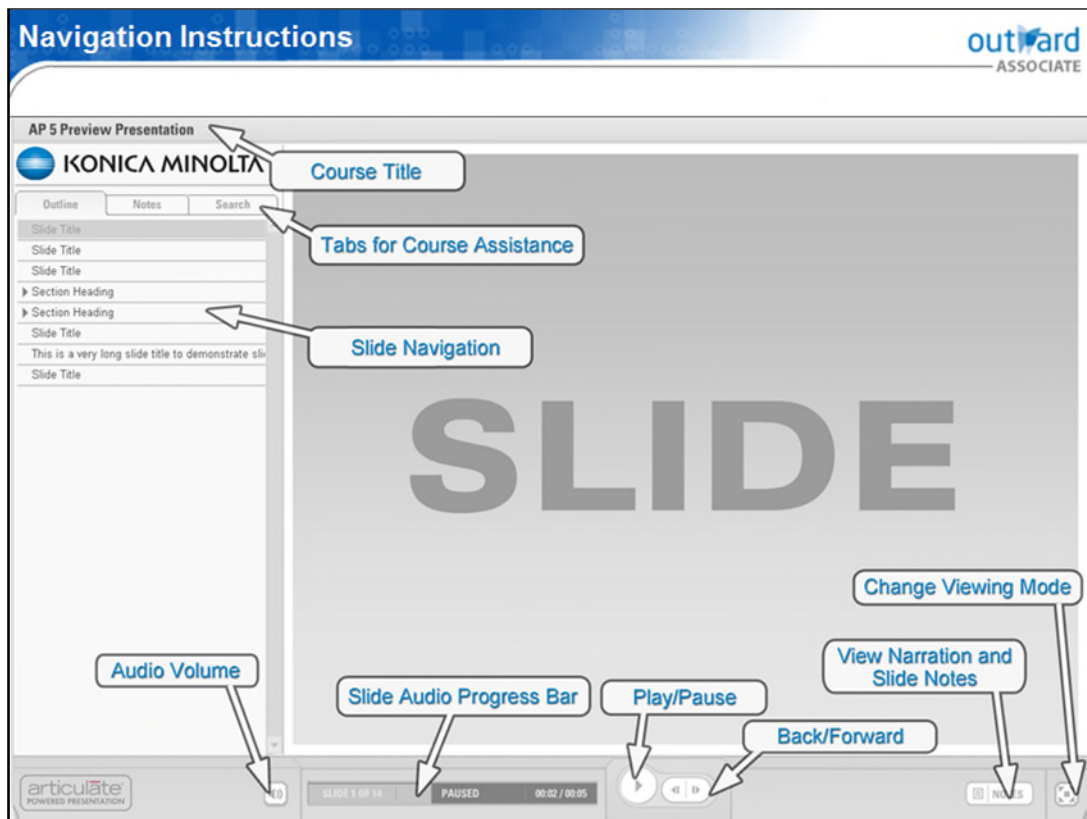 Navigation Instructions
outward
ASSOCIATE
AP 5 Preview Presentation
KONICA MINOLTA
Course Title
Outline Notes Search
Tabs for Course Assistance
Slide Title
Slide Title
Slide Title
Section Heading
Section Heading
Slide Title
This is a very long slide title to demonstrate sli
Slide Title
Slide Navigation
SLIDE
Change Viewing Mode
View Narration and
Slide Notes
Audio Volume
Slide Audio Progress Bar
Play/Pause
Back/Forward
articulate
POWERED PRESENTATION
SLIDE 1 OF 14 PAUSED 00:02 / 00:05
NOTES